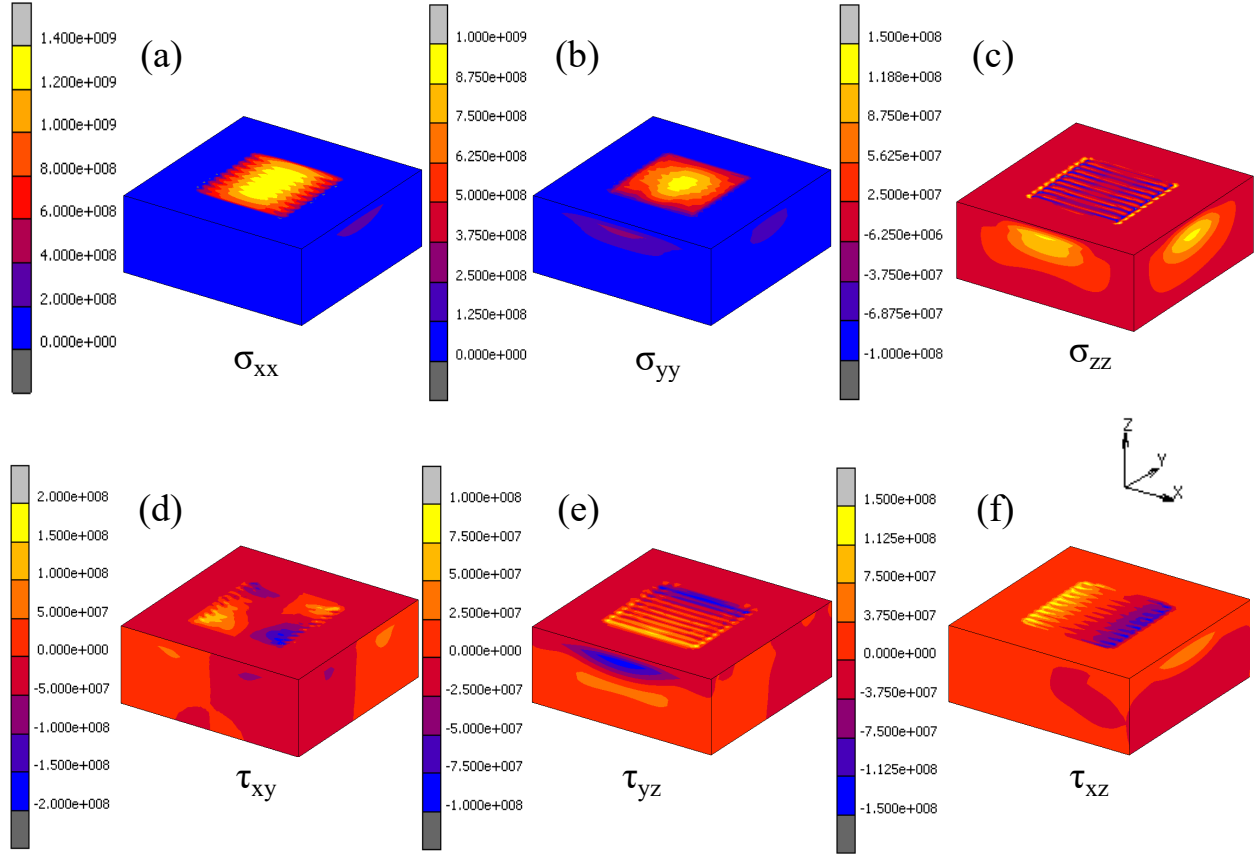 (a)
1.400e+009
1.200e+009
1.000e+009
8.000e+008
6.000e+008
4.000e+008
2.000e+008
0.000e+000
σxx
(b)
1.000e+009
8.750e+008
7.500e+008
6.250e+008
5.000e+008
3.750e+008
2.500e+008
1.250e+008
0.000e+000
σyy
(c)
1.500e+008
1.188e+008
8.750e+007
5.625e+007
2.500e+007
-6.250e+006
-3.750e+007
-6.875e+007
-1.000e+008
σzz
Z
Y
X
(d)
2.000e+008
1.500e+008
1.000e+008
5.000e+007
0.000e+000
-5.000e+007
-1.000e+008
-1.500e+008
-2.000e+008
τxy
(e)
1.000e+008
7.500e+007
5.000e+007
2.500e+007
0.000e+000
-2.500e+007
-5.000e+007
-7.500e+007
-1.000e+008
τyz
(f)
1.500e+008
1.125e+008
7.500e+007
3.750e+007
0.000e+000
-3.750e+007
-7.500e+007
-1.125e+008
-1.500e+008
τxz